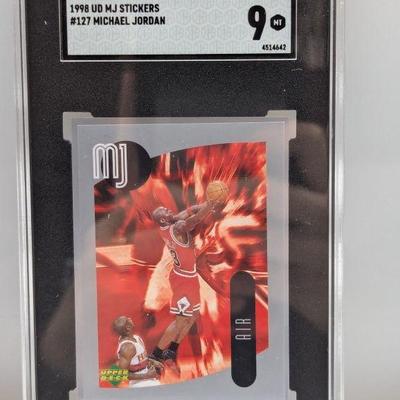 1998 UD MJ STICKERS
#127 MICHAEL JORDAN
9 MT
4514642
mj
AIR
UPPER
DECK